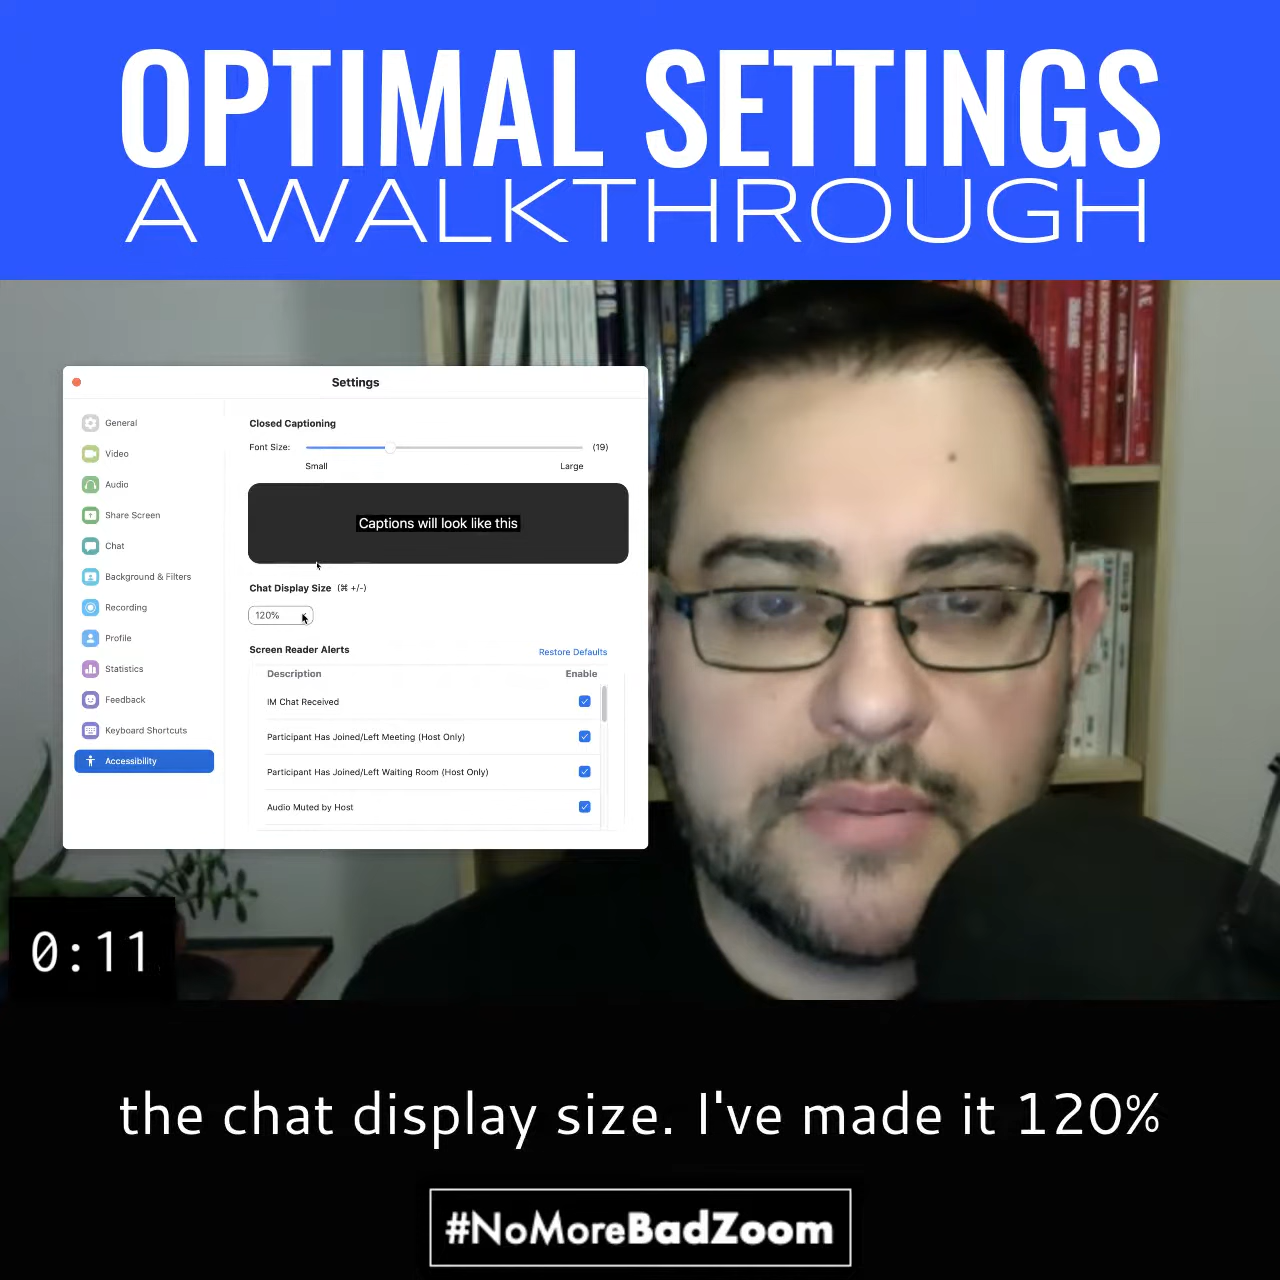 OPTIMAL SETTINGS
A WALKTHROUGH
Settings
General
Video
Audio
Share Screen
Chat
Background & Filters
Recording
Profile
Statistics
Feedback
Keyboard Shortcuts
Accessibility
Closed Captioning
Font Size:
(19)
Small
Large
Captions will look like this
Chat Display Size (⌘ +/-)
120%
Screen Reader Alerts
Restore Defaults
Description
Enable
IM Chat Received
Participant Has Joined/Left Meeting (Host Only)
Participant Has Joined/Left Waiting Room (Host Only)
Audio Muted by Host
0:11
the chat display size. I've made it 120%
#NoMoreBadZoom